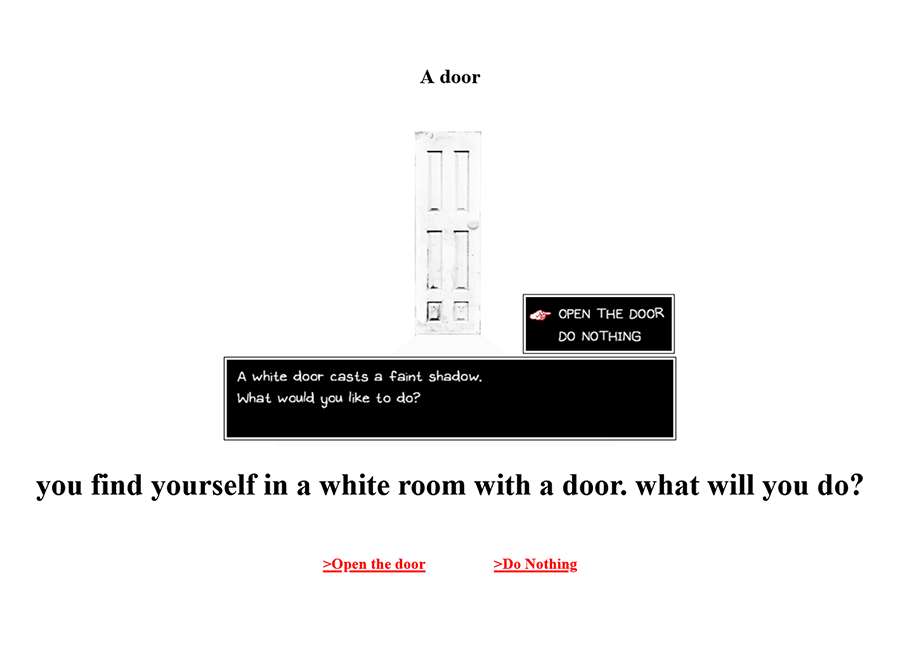 A door
OPEN THE DOOR
DO NOTHING
A white door casts a faint shadow.
What would you like to do?
you find yourself in a white room with a door. what will you do?
>Open the door
>Do Nothing